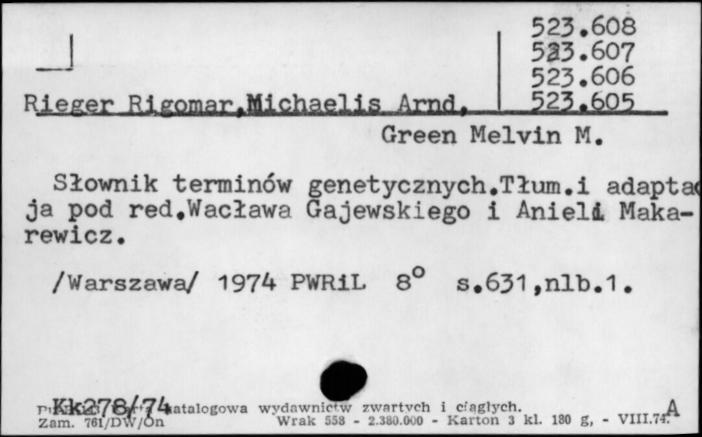 523.608
523.607
523.606
Rieger Rigomar,Michaelis Arnd, 523.605
Green Melvin M.
Słownik terminów genetycznych.Tłum.i adaptac
ja pod red.Wacława Gajewskiego i Anieli Maka-
rewicz.
/Warszawa/ 1974 PWRiL 8° s.631,nlb.1.
Kk278/74 katalogowa wydawnictw zwartych i ciągłych. A
Zam. 761/DW/On Wrak 558 - 2.380.000 - Karton 3 kl. 180 g, - VIII.74.